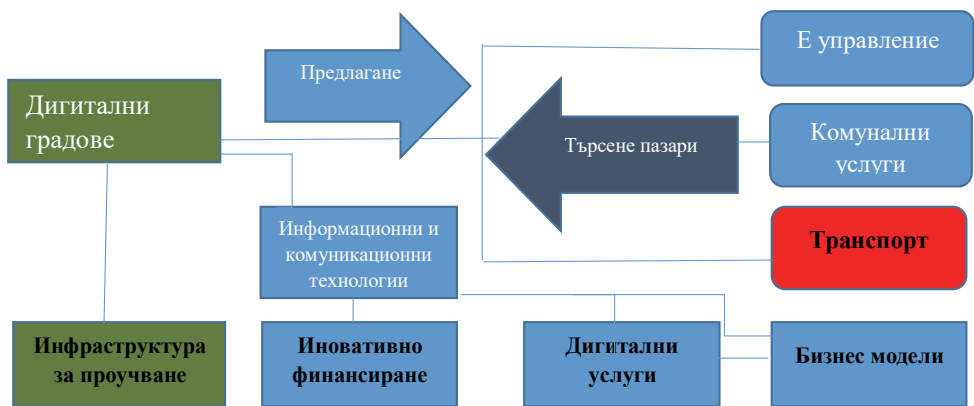 Е управление
Предлагане
Дигитални
градове
Търсене пазари
Комунални
услуги
Информационни и
комуникационни
технологии
Транспорт
Инфраструктура
за проучване
Иновативно
финансиране
Дигитални
услуги
Бизнес модели